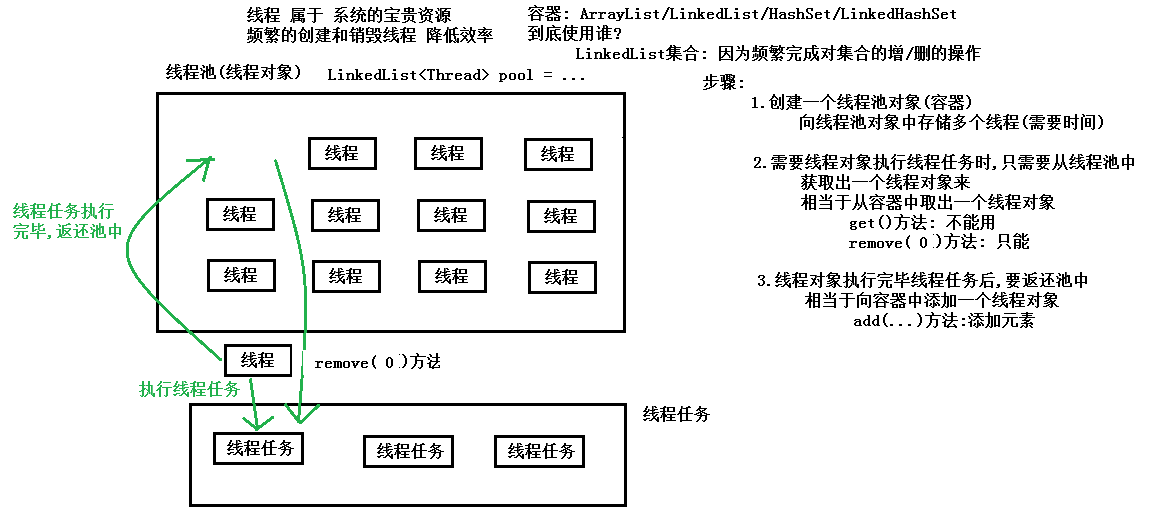 线程 属于 系统的宝贵资源
频繁的创建和销毁线程 降低效率
容器: ArrayList/LinkedList/HashSet/LinkedHashSet
到底使用谁?
LinkedList集合: 因为频繁完成对集合的增/删的操作
线程池(线程对象)
LinkedList<Thread> pool = ...
线程
线程
线程
线程
线程
线程
线程
线程
线程
线程
线程
线程任务执行
完毕,返还池中
线程
remove( 0 )方法
执行线程任务
线程任务
线程任务
线程任务
线程任务
步骤:
1.创建一个线程池对象(容器)
向线程池对象中存储多个线程(需要时间)
2.需要线程对象执行线程任务时,只需要从线程池中
获取出一个线程对象来
相当于从容器中取出一个线程对象
get()方法: 不能用
remove( 0 )方法: 只能
3.线程对象执行完毕线程任务后,要返还池中
相当于向容器中添加一个线程对象
add(...)方法:添加元素